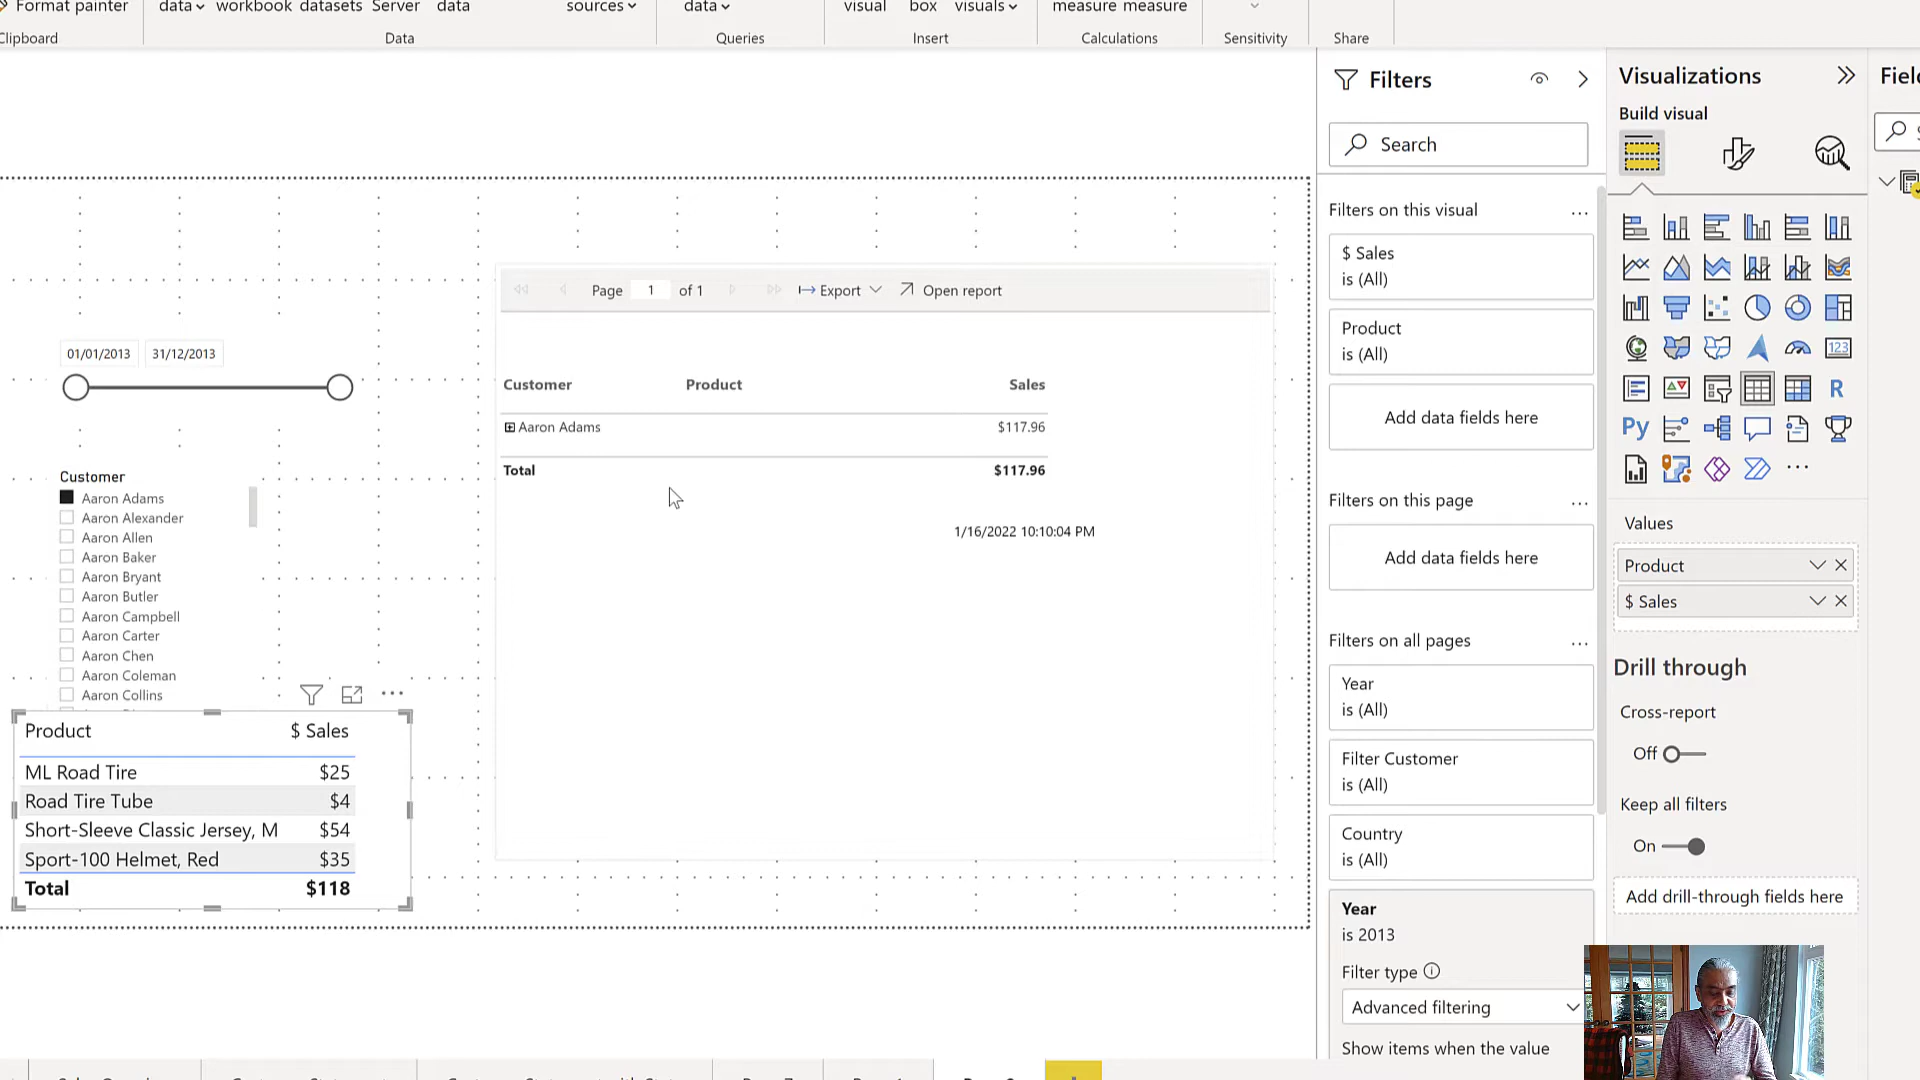 Format painter
data
workbook
datasets
Server
data
sources
data
visual
box
visuals
measure
measure
Clipboard
Data
Queries
Insert
Calculations
Sensitivity
Share
Page 1 of 1
Export
Open report
01/01/2013
31/12/2013
Customer
Product
Sales
Aaron Adams
$117.96
Total
$117.96
1/16/2022 10:10:04 PM
Customer
Aaron Adams
Aaron Alexander
Aaron Allen
Aaron Baker
Aaron Bryant
Aaron Butler
Aaron Campbell
Aaron Carter
Aaron Chen
Aaron Coleman
Aaron Collins
Product $ Sales
ML Road Tire $25
Road Tire Tube $4
Short-Sleeve Classic Jersey, M $54
Sport-100 Helmet, Red $35
Total $118
Filters
Search
Filters on this visual
$ Sales
is (All)
Product
is (All)
Add data fields here
Filters on this page
Add data fields here
Filters on all pages
Year
is (All)
Filter Customer
is (All)
Country
is (All)
Year
is 2013
Filter type
Advanced filtering
Show items when the value
Visualizations
Build visual
123
R
Py
Values
Product
$ Sales
Drill through
Cross-report
Off
Keep all filters
On
Add drill-through fields here